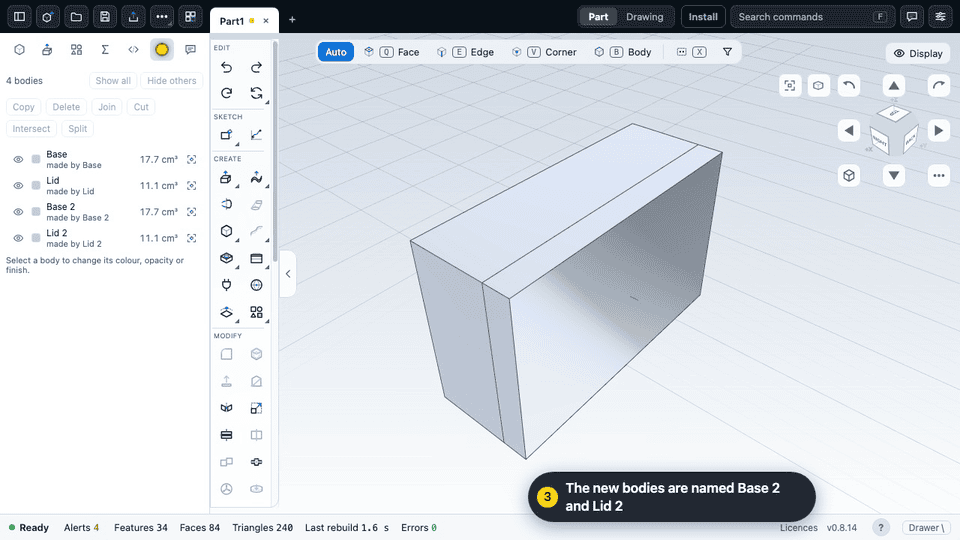 Part1
Part
Drawing
Install
Search commands
F
4 bodies
Show all
Hide others
Copy
Delete
Join
Cut
Intersect
Split
Base
made by Base
17.7 cm³
Lid
made by Lid
11.1 cm³
Base 2
made by Base 2
17.7 cm³
Lid 2
made by Lid 2
11.1 cm³
Select a body to change its colour, opacity or
finish.
EDIT
SKETCH
CREATE
MODIFY
Auto
Q Face
E Edge
V Corner
B Body
X
Display
3
The new bodies are named Base 2
and Lid 2
Ready
Alerts 4
Features 34
Faces 84
Triangles 240
Last rebuild 1.6 s
Errors 0
Licences
v0.8.14
?
Drawer \